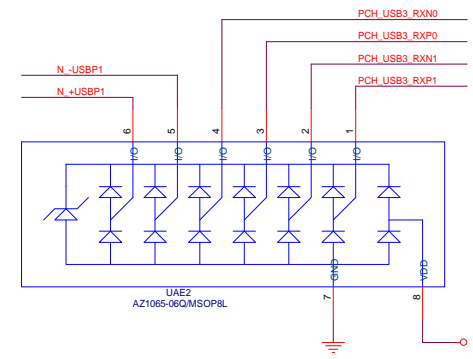 PCH_USB3_RXN0
PCH_USB3_RXP0
PCH_USB3_RXN1
N_-USBP1
PCH_USB3_RXP1
N_+USBP1
6 5 4 3 2 1
I/O I/O I/O I/O I/O I/O
GND VDD
UAE2
7 8
AZ1065-06Q/MSOP8L